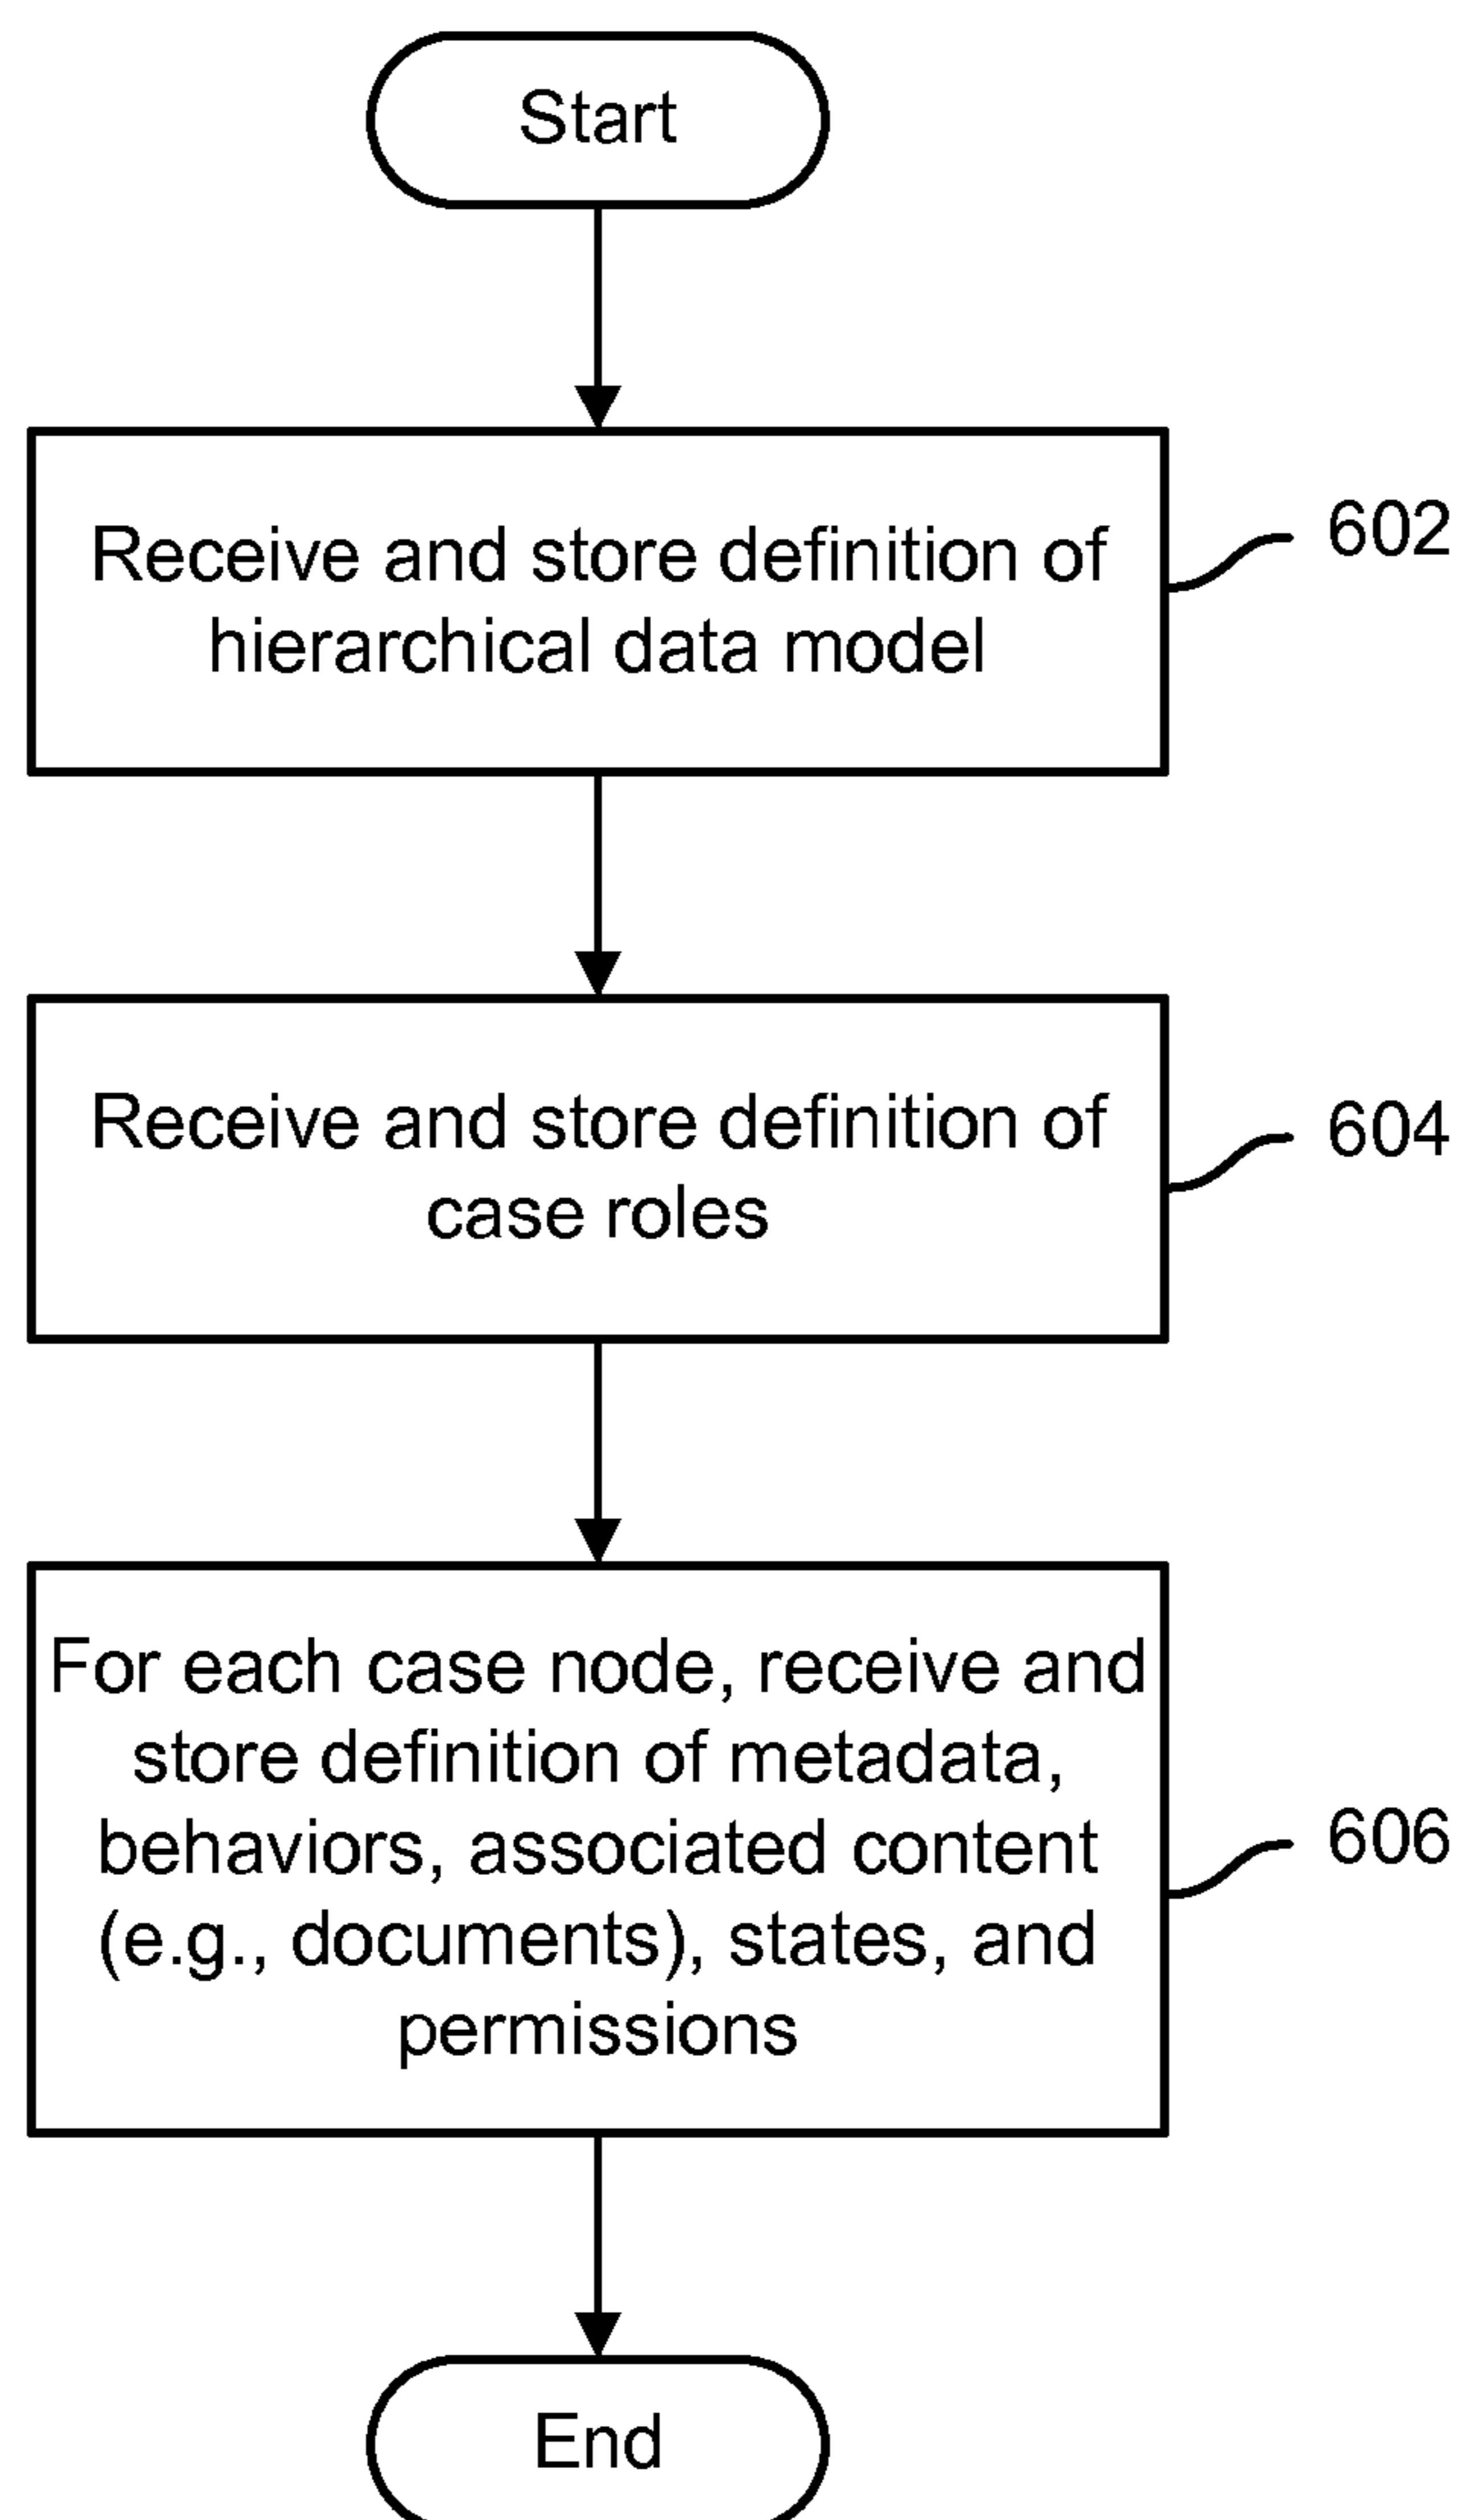 Start
Receive and store definition of
hierarchical data model
602
Receive and store definition of
case roles
604
For each case node, receive and
store definition of metadata,
behaviors, associated content
(e.g., documents), states, and
permissions
606
End